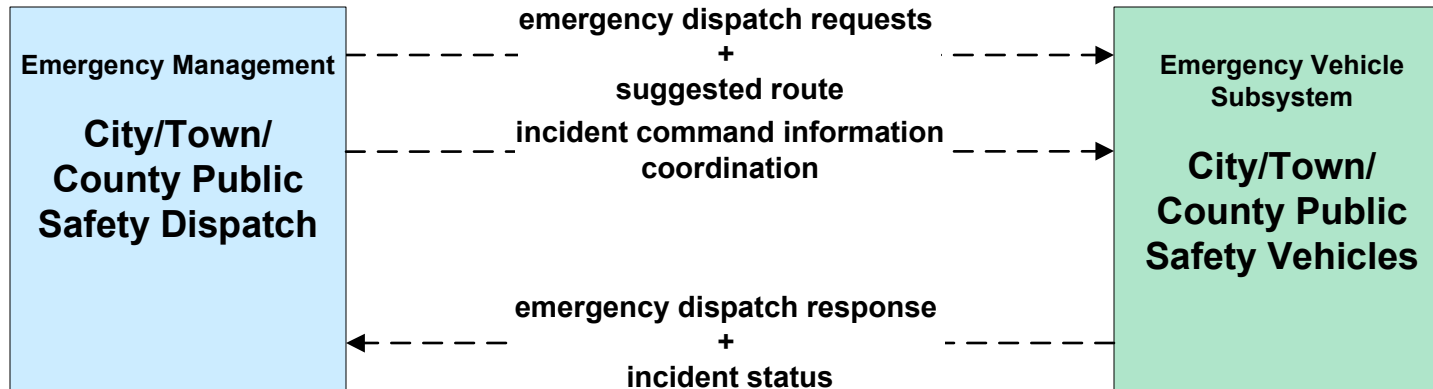 Emergency Management
City/Town/
County Public
Safety Dispatch
emergency dispatch requests
+
suggested route
incident command information
coordination
emergency dispatch response
+
incident status
Emergency Vehicle
Subsystem
City/Town/
County Public
Safety Vehicles